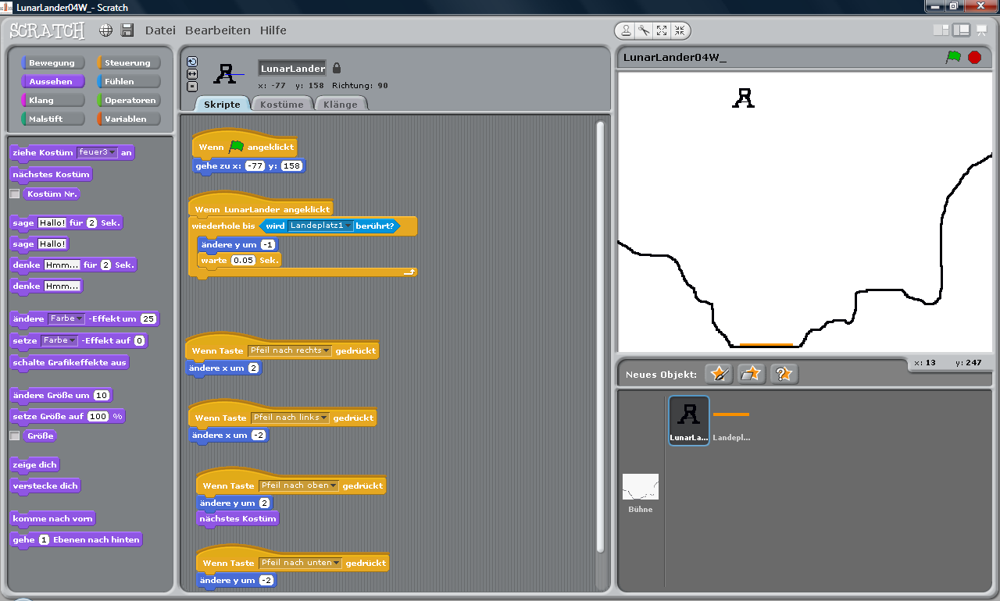 LunarLander04W_ - Scratch
SCRATCH Datei Bearbeiten Hilfe
Bewegung Steuerung
Aussehen Fühlen
Klang Operatoren
Malstift Variablen
ziehe Kostüm feuer3 an
nächstes Kostüm
Kostüm Nr.
sage Hallo! für 2 Sek.
sage Hallo!
denke Hmm... für 2 Sek.
denke Hmm...
ändere Farbe -Effekt um 25
setze Farbe -Effekt auf 0
schalte Grafikeffekte aus
ändere Größe um 10
setze Größe auf 100 %
Größe
zeige dich
verstecke dich
komme nach vorn
gehe 1 Ebenen nach hinten
LunarLander
x: -77 y: 158 Richtung: 90
Skripte Kostüme Klänge
Wenn angeklickt
gehe zu x: -77 y: 158
Wenn LunarLander angeklickt
wiederhole bis wird Landeplatz1 berührt?
ändere y um -1
warte 0.05 Sek.
Wenn Taste Pfeil nach rechts gedrückt
ändere x um 2
Wenn Taste Pfeil nach links gedrückt
ändere x um -2
Wenn Taste Pfeil nach oben gedrückt
ändere y um 2
nächstes Kostüm
Wenn Taste Pfeil nach unten gedrückt
ändere y um -2
LunarLander04W_
x: 13 y: 247
Neues Objekt:
LunarLa... Landepl...
Bühne